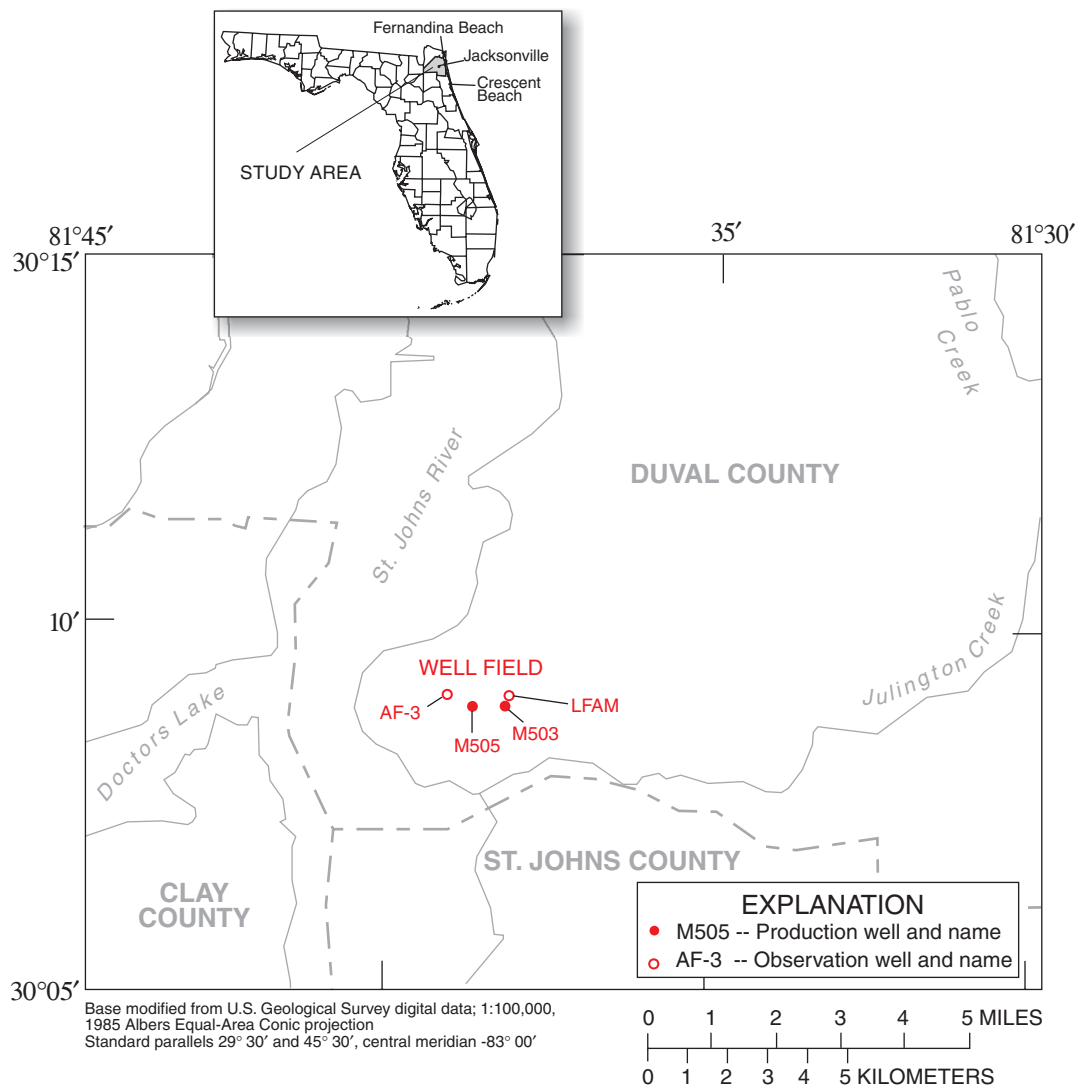 Fernandina Beach
Jacksonville
Crescent
Beach
STUDY AREA
81°45′
35′
81°30′
30°15′
Pablo
Creek
St. Johns River
DUVAL COUNTY
10′
WELL FIELD
AF-3
LFAM
M503
M505
Julington Creek
Doctors Lake
ST. JOHNS COUNTY
CLAY
COUNTY
EXPLANATION
M505 -- Production well and name
AF-3 -- Observation well and name
30°05′
Base modified from U.S. Geological Survey digital data; 1:100,000,
1985 Albers Equal-Area Conic projection
Standard parallels 29° 30′ and 45° 30′, central meridian -83° 00′
0 1 2 3 4 5 MILES
0 1 2 3 4 5 KILOMETERS